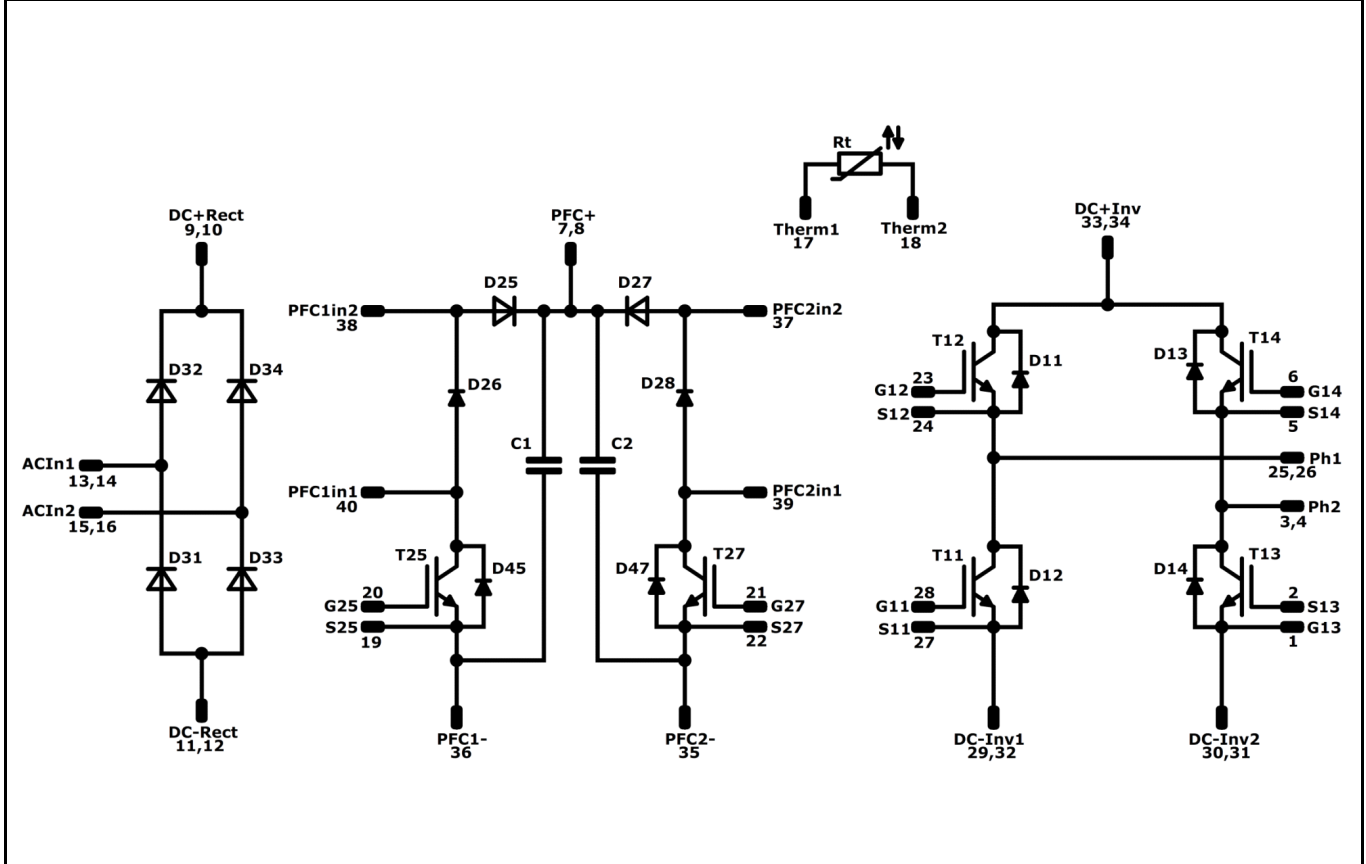 Rt
Therm1
17
Therm2
18
DC+Rect
9,10
PFC+
7,8
DC+Inv
33,34
D25
D27
PFC1in2
38
PFC2in2
37
D32
D34
D26
D28
T12
D11
D13
T14
23
G12
S12
24
6
G14
S14
5
C1
C2
ACIn1
13,14
ACIn2
15,16
PFC1in1
40
PFC2in1
39
Ph1
25,26
Ph2
3,4
D31
D33
T25
D45
D47
T27
T11
D12
D14
T13
20
G25
S25
19
21
G27
S27
22
28
G11
S11
27
2
S13
G13
1
DC-Rect
11,12
PFC1-
36
PFC2-
35
DC-Inv1
29,32
DC-Inv2
30,31